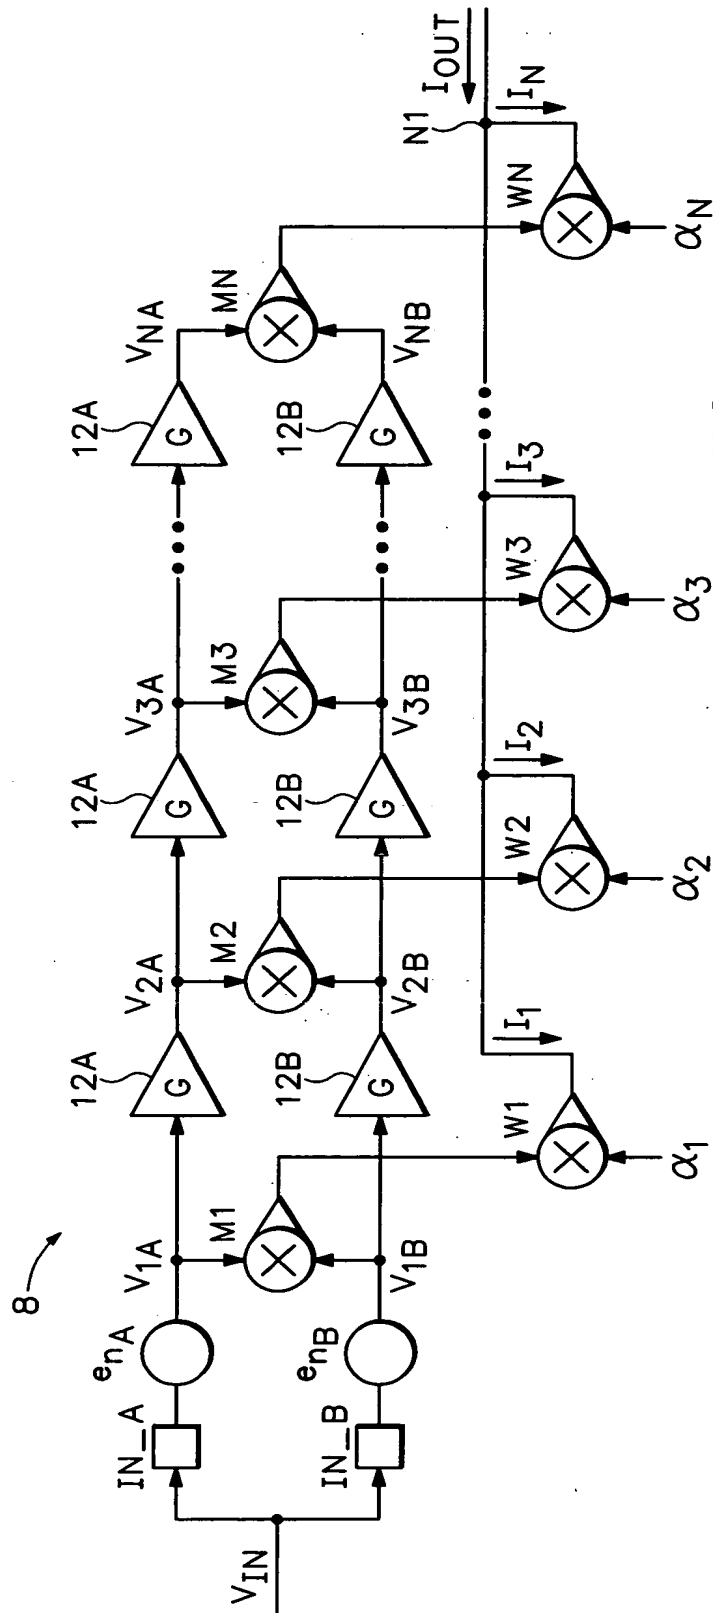 8
V_IN
IN_A
IN_B
e_nA
e_nB
V_1A
M1
V_1B
12A
G
12B
G
V_2A
M2
V_2B
12A
G
12B
G
V_3A
M3
V_3B
12A
G
12B
G
V_NA
MN
V_NB
W1
I_1
α_1
W2
I_2
α_2
W3
I_3
α_3
WN
I_N
α_N
N1
I_OUT